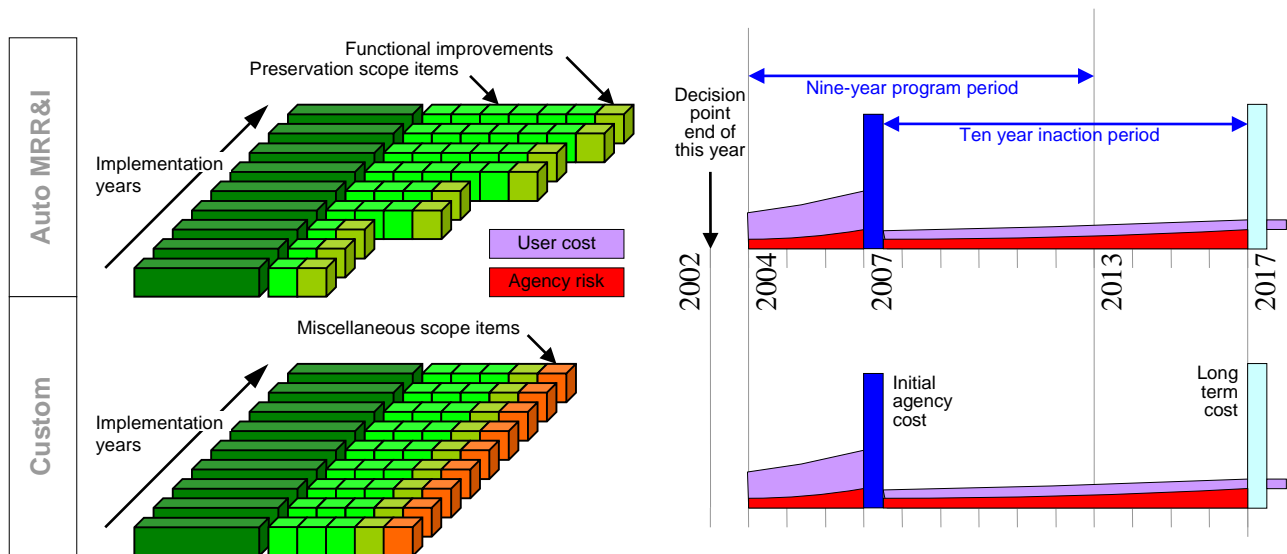 Auto MRR&I
Functional improvements
Preservation scope items
Implementation
years
User cost
Agency risk
Decision
point
end of
this year
Nine-year program period
Ten year inaction period
2002
2004
2007
2013
2017
Custom
Miscellaneous scope items
Implementation
years
Initial
agency
cost
Long
term
cost